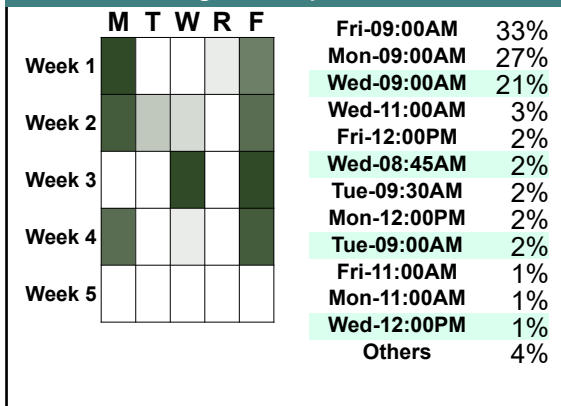 M T W R F
Week 1
Week 2
Week 3
Week 4
Week 5
Fri-09:00AM 33%
Mon-09:00AM 27%
Wed-09:00AM 21%
Wed-11:00AM 3%
Fri-12:00PM 2%
Wed-08:45AM 2%
Tue-09:30AM 2%
Mon-12:00PM 2%
Tue-09:00AM 2%
Fri-11:00AM 1%
Mon-11:00AM 1%
Wed-12:00PM 1%
Others 4%